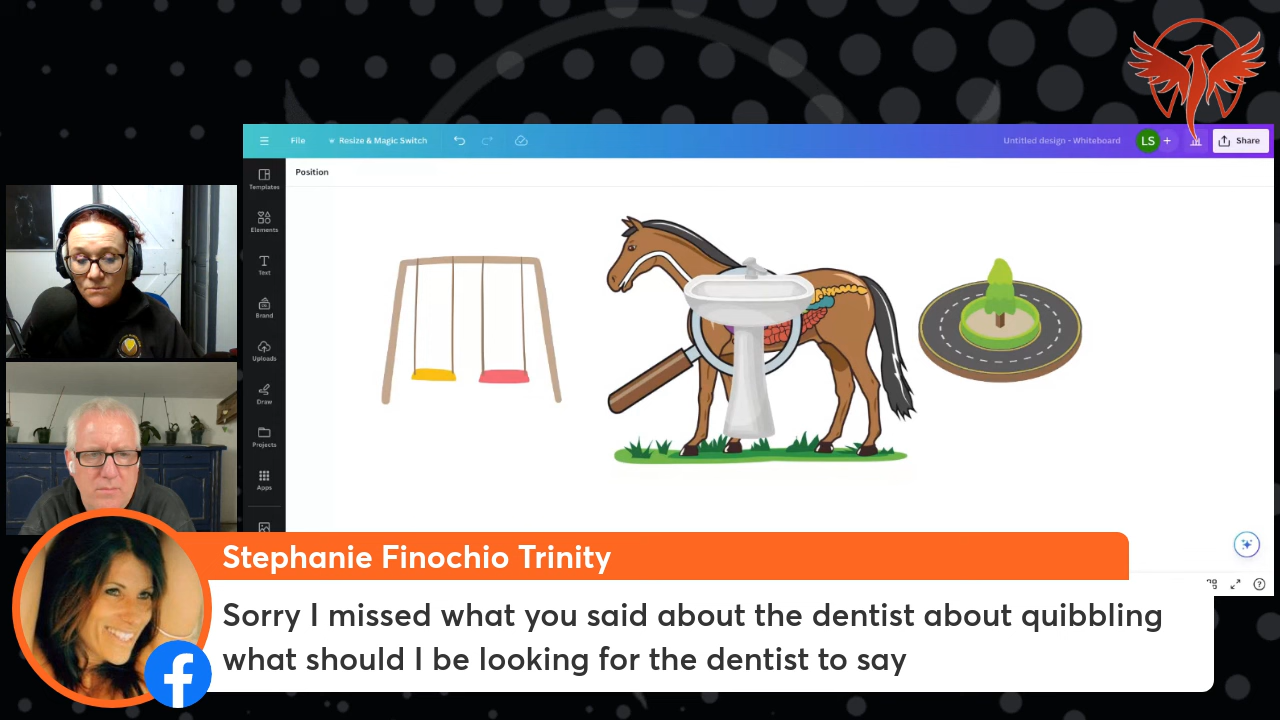 File
Resize & Magic Switch
Untitled design - Whiteboard
LS
+
Share
Position
Templates
Elements
Text
Brand
Uploads
Draw
Projects
Apps
Stephanie Finochio Trinity
Sorry I missed what you said about the dentist about quibbling
what should I be looking for the dentist to say